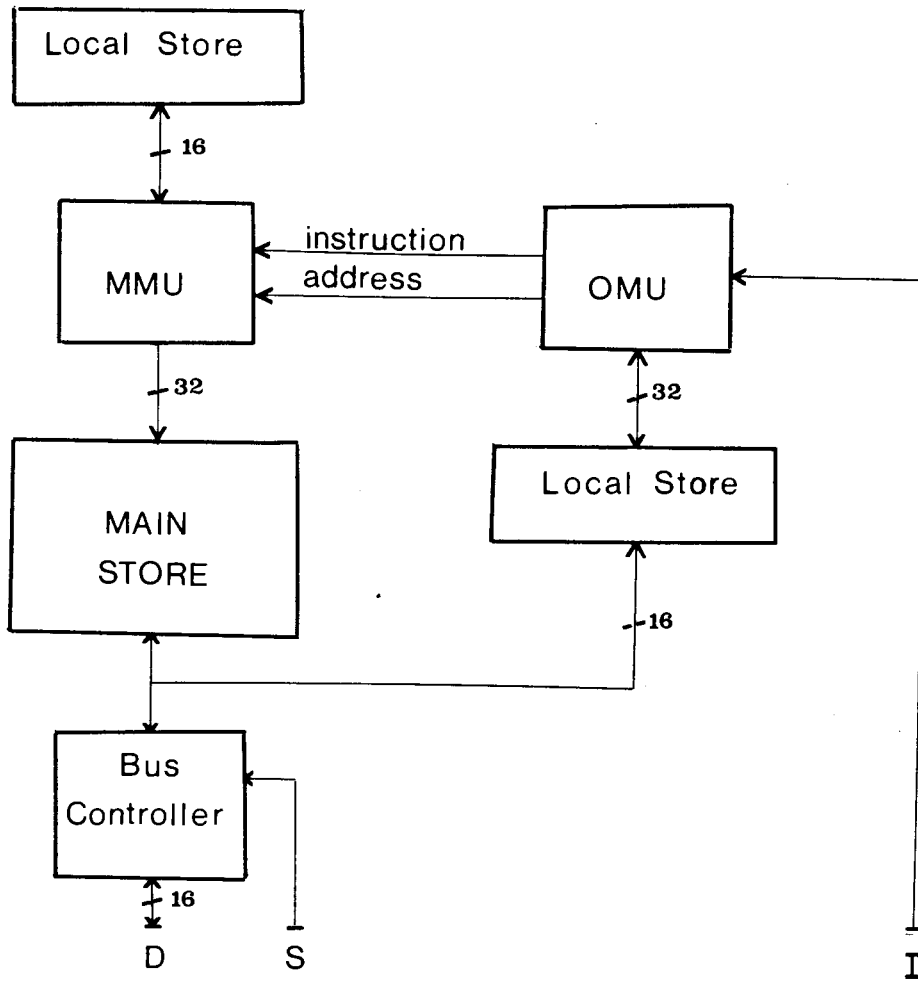 Local Store
16
instruction
address
MMU
OMU
32
32
Local Store
MAIN
STORE
16
Bus
Controller
16
D
S
I